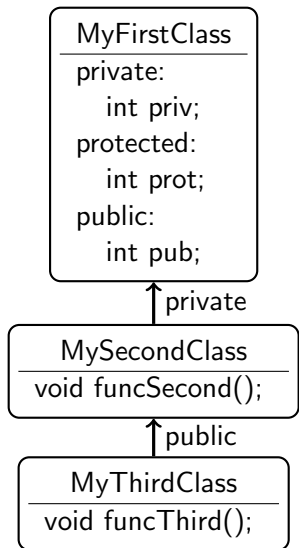 MyFirstClass
private:
int priv;
protected:
int prot;
public:
int pub;
private
MySecondClass
void funcSecond();
public
MyThirdClass
void funcThird();